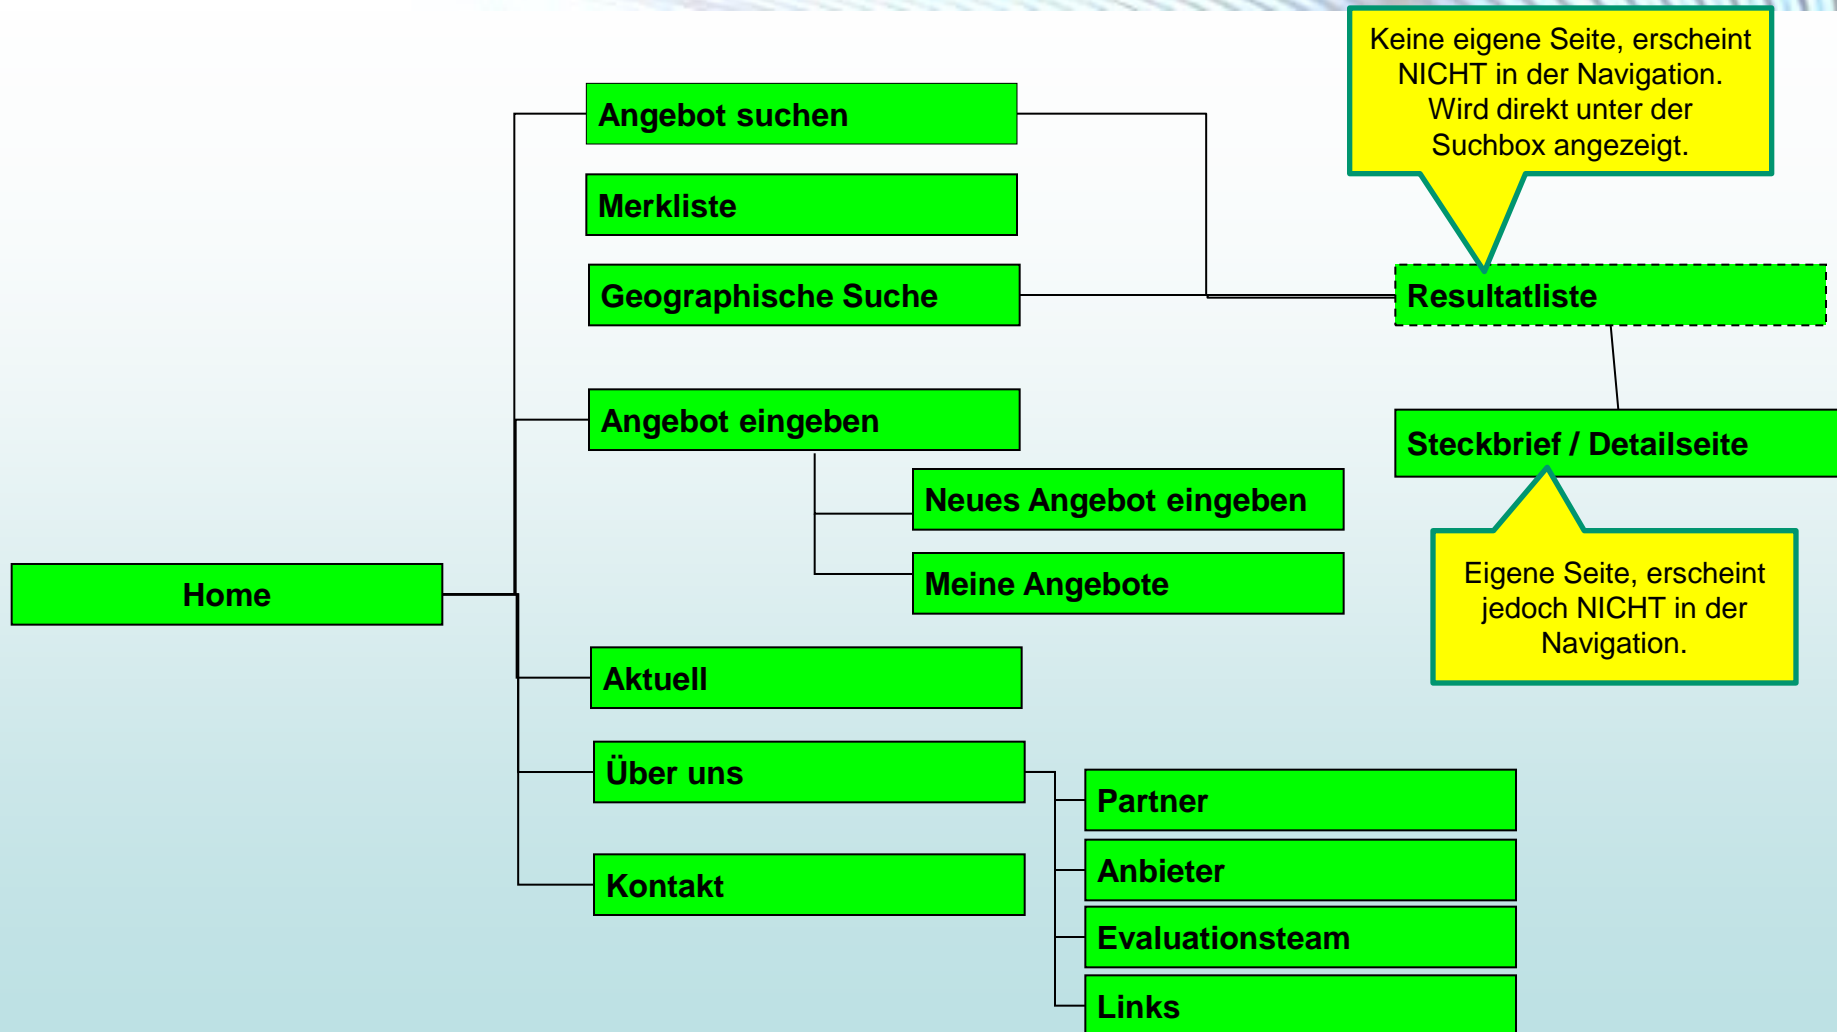 Keine eigene Seite, erscheint
NICHT in der Navigation.
Wird direkt unter der
Suchbox angezeigt.
Angebot suchen
Merkliste
Geographische Suche
Resultatliste
Angebot eingeben
Steckbrief / Detailseite
Neues Angebot eingeben
Meine Angebote
Eigene Seite, erscheint
jedoch NICHT in der
Navigation.
Home
Aktuell
Über uns
Partner
Anbieter
Kontakt
Evaluationsteam
Links